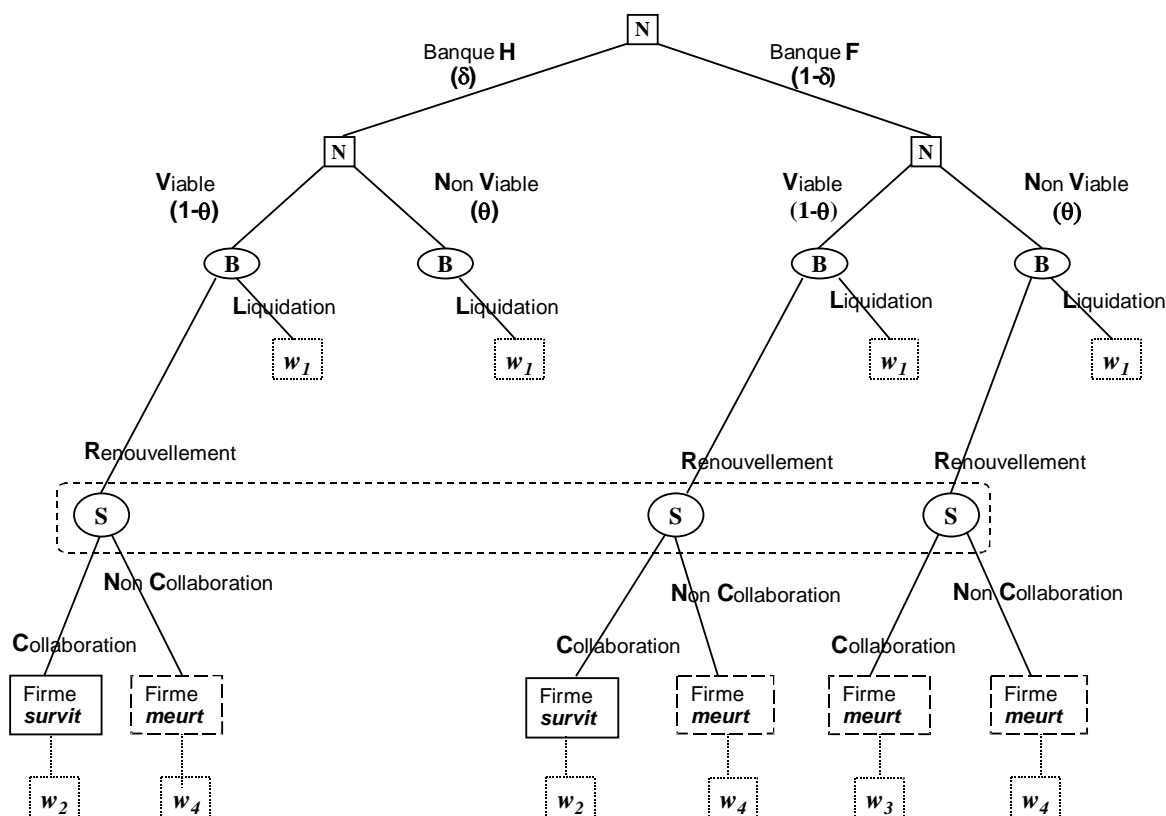 N
Banque H
(δ)
Banque F
(1-δ)
N
N
Viable
(1-θ)
Non Viable
(θ)
Viable
(1-θ)
Non Viable
(θ)
B
B
B
B
Liquidation
Liquidation
Liquidation
Liquidation
w1
w1
w1
w1
Renouvellement
Renouvellement
Renouvellement
S
S
S
Non Collaboration
Non Collaboration
Non Collaboration
Collaboration
Collaboration
Collaboration
Firme
survit
Firme
meurt
Firme
survit
Firme
meurt
Firme
meurt
Firme
meurt
w2
w4
w2
w4
w3
w4